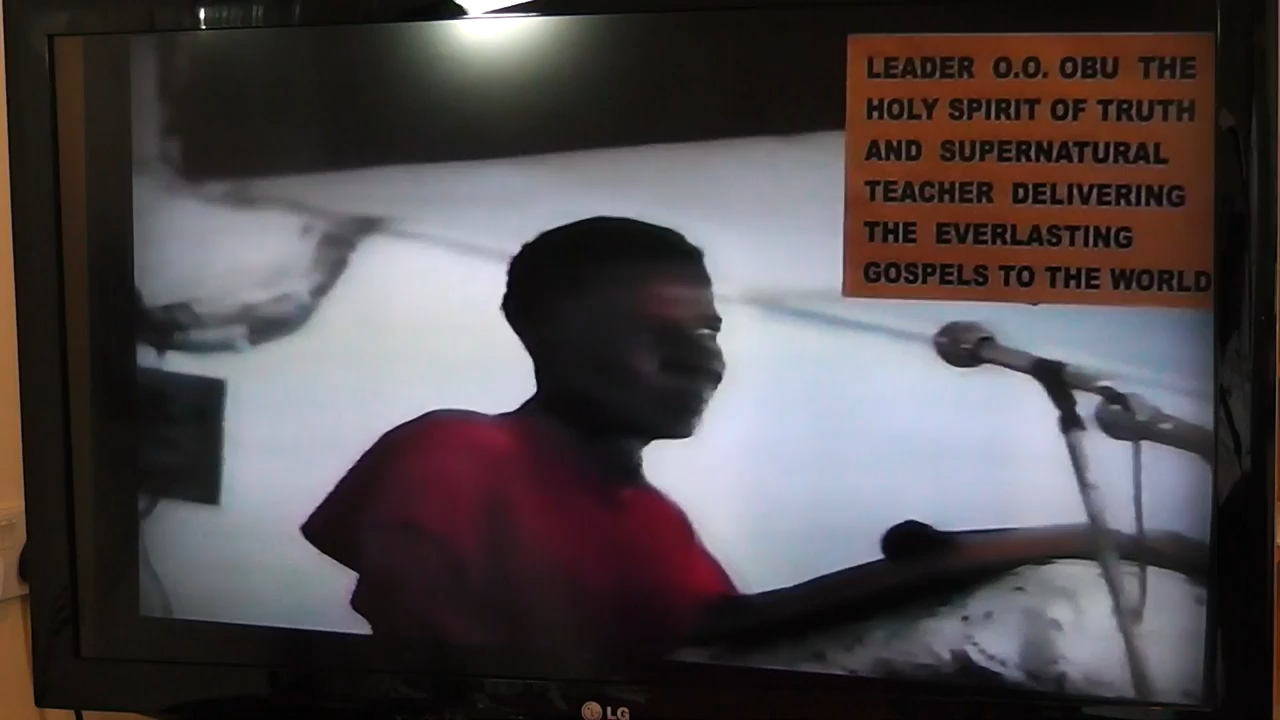 LEADER O.O. OBU THE
HOLY SPIRIT OF TRUTH
AND SUPERNATURAL
TEACHER DELIVERING
THE EVERLASTING
GOSPELS TO THE WORLD
LG